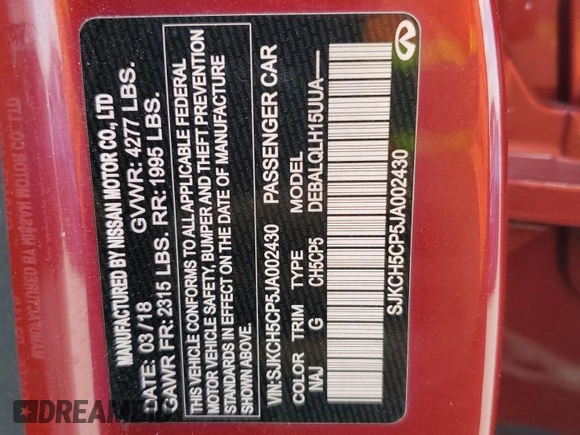 MANUFACTURED BY NISSAN MOTOR CO., LTD
DATE: 03 /18 GVWR: 4277 LBS.
GAWR FR: 2315 LBS. RR: 1995 LBS.
THIS VEHICLE CONFORMS TO ALL APPLICABLE FEDERAL
MOTOR VEHICLE SAFETY, BUMPER AND THEFT PREVENTION
STANDARDS IN EFFECT ON THE DATE OF MANUFACTURE
SHOWN ABOVE.
VIN:SJKCH5CP5JA002430 PASSENGER CAR
COLOR TRIM TYPE MODEL
NAJ G CH5CP5 DEBALQLH15UUA----
SJKCH5CP5JA002430